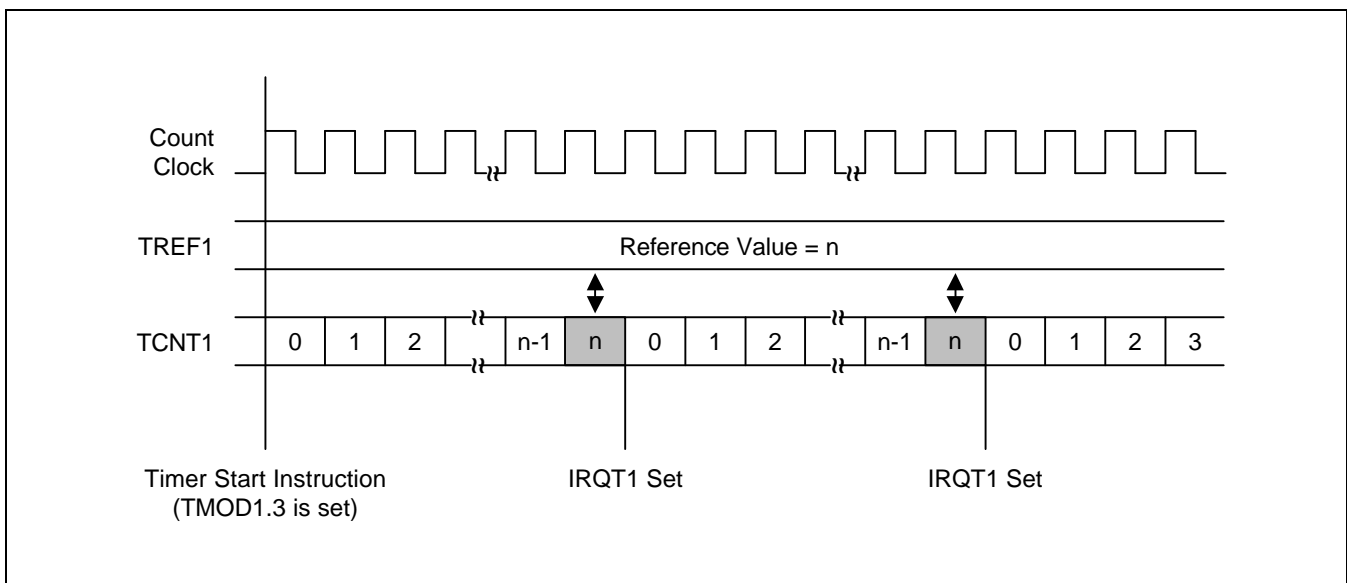 Count
Clock
TREF1
Reference Value = n
TCNT1
0 1 2 n-1 n 0 1 2 n-1 n 0 1 2 3
Timer Start Instruction
(TMOD1.3 is set)
IRQT1 Set
IRQT1 Set